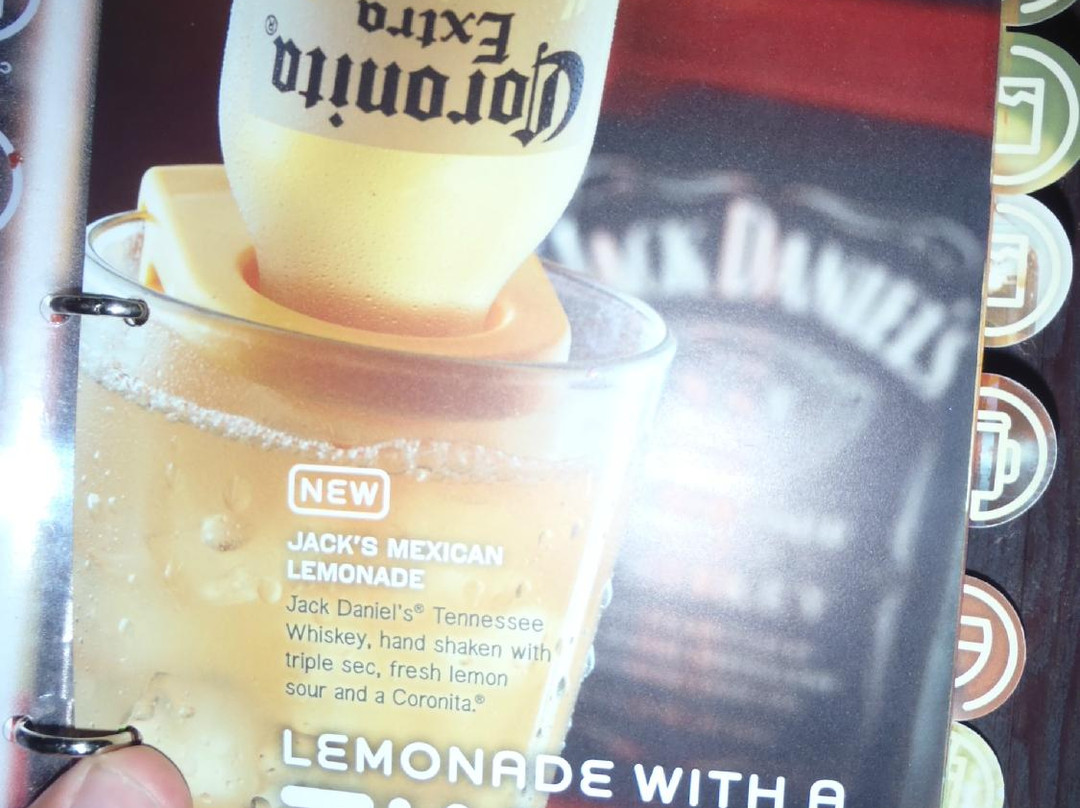 Coronita®
Extra
JACK DANIEL'S
NEW
JACK'S MEXICAN
LEMONADE
Jack Daniel's® Tennessee
Whiskey, hand shaken with
triple sec, fresh lemon
sour and a Coronita.®
LEMONADE WITH A